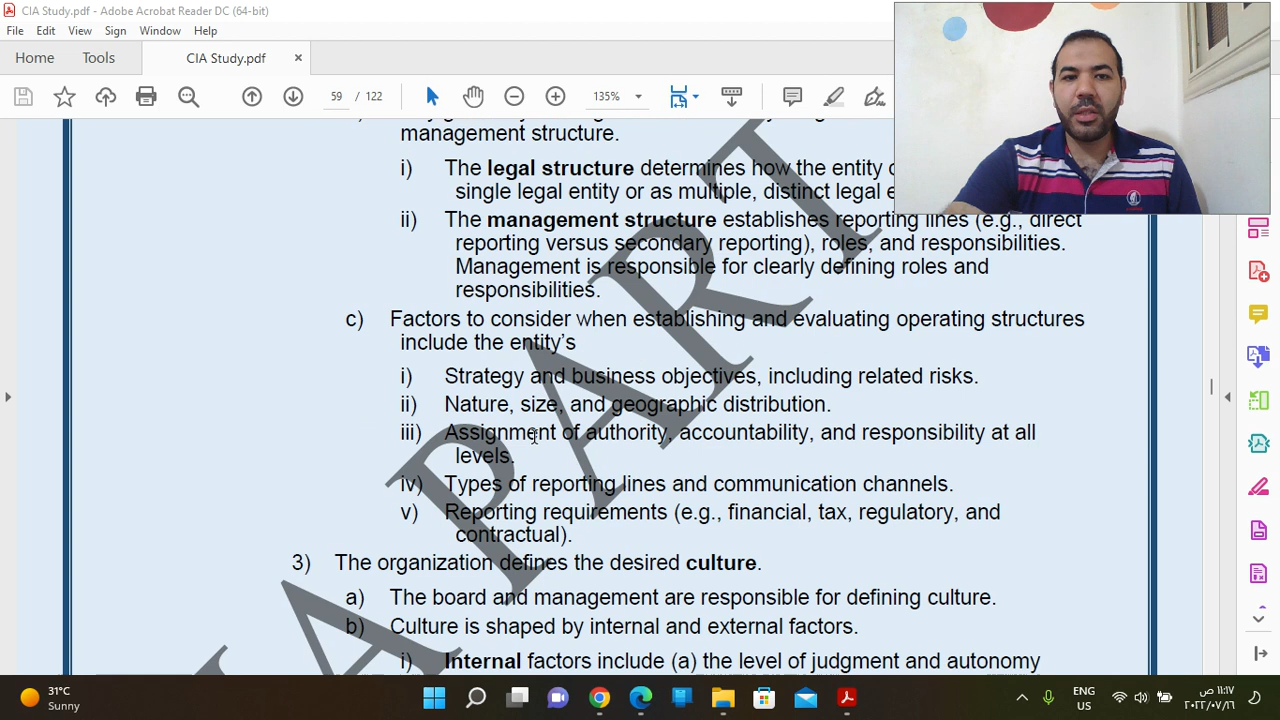 CIA Study.pdf - Adobe Acrobat Reader DC (64-bit)
File Edit View Sign Window Help
Home Tools CIA Study.pdf ×
59 / 122 135%
management structure.
i) The legal structure determines how the entity
single legal entity or as multiple, distinct legal
ii) The management structure establishes reporting lines (e.g., direct
reporting versus secondary reporting), roles, and responsibilities.
Management is responsible for clearly defining roles and
responsibilities.
c) Factors to consider when establishing and evaluating operating structures
include the entity’s
i) Strategy and business objectives, including related risks.
ii) Nature, size, and geographic distribution.
iii) Assignment of authority, accountability, and responsibility at all
levels.
iv) Types of reporting lines and communication channels.
v) Reporting requirements (e.g., financial, tax, regulatory, and
contractual).
3) The organization defines the desired culture.
a) The board and management are responsible for defining culture.
b) Culture is shaped by internal and external factors.
i) Internal factors include (a) the level of judgment and autonomy
IA PART
31°C
Sunny
ENG
US
١١:١٧ ص
٢٠٢٢/٠٧/١٦